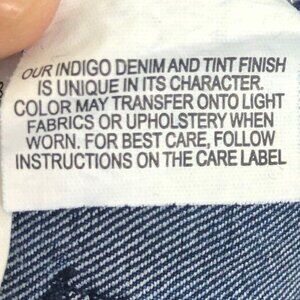 OUR INDIGO DENIM AND TINT FINISH
IS UNIQUE IN ITS CHARACTER.
COLOR MAY TRANSFER ONTO LIGHT
FABRICS OR UPHOLSTERY WHEN
WORN. FOR BEST CARE, FOLLOW
INSTRUCTIONS ON THE CARE LABEL